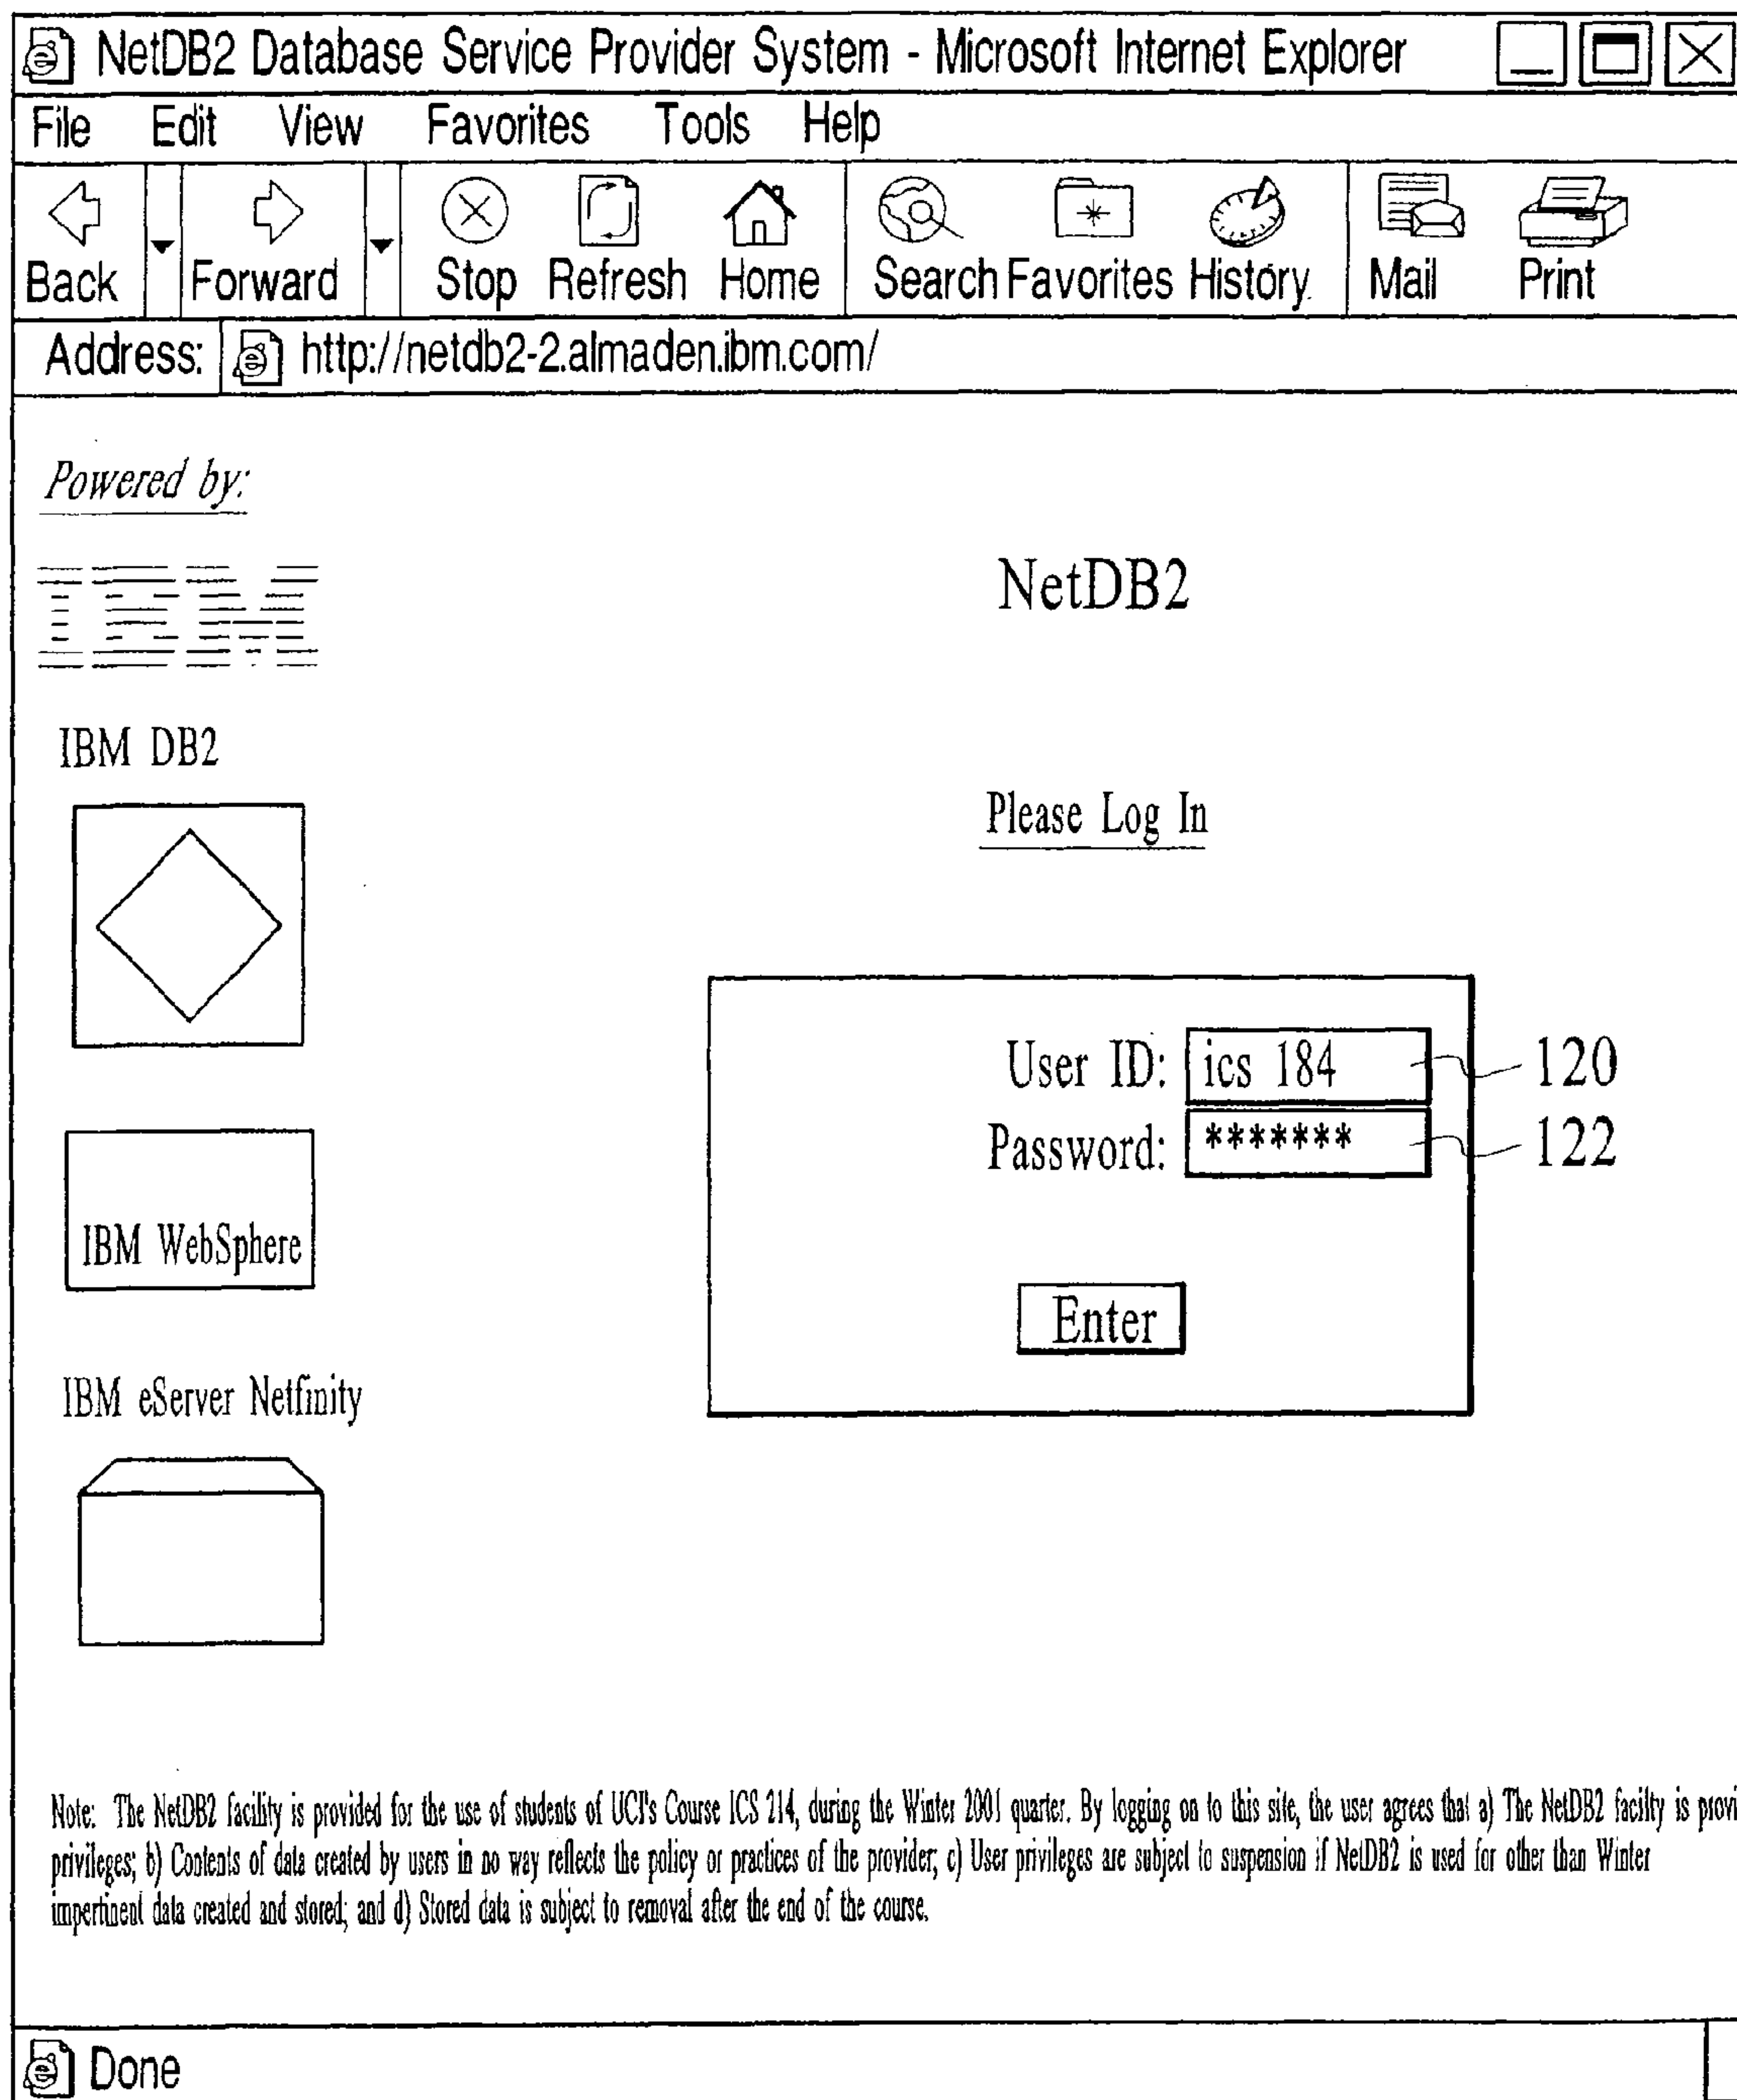 NetDB2 Database Service Provider System - Microsoft Internet Explorer
File Edit View Favorites Tools Help
Back Forward Stop Refresh Home Search Favorites History Mail Print
Address: http://netdb2-2.almaden.ibm.com/
Powered by:
IBM
NetDB2
IBM DB2
Please Log In
User ID: ics 184 120
Password: ******* 122
IBM WebSphere
Enter
IBM eServer Netfinity
Note: The NetDB2 facility is provided for the use of students of UCI's Course ICS 214, during the Winter 2001 quarter. By logging on to this site, the user agrees that a) The NetDB2 facilty is provi
privileges; b) Contents of data created by users in no way reflects the policy or practices of the provider; c) User privileges are subject to suspension if NetDB2 is used for other than Winter
impertinent data created and stored; and d) Stored data is subject to removal after the end of the course.
Done